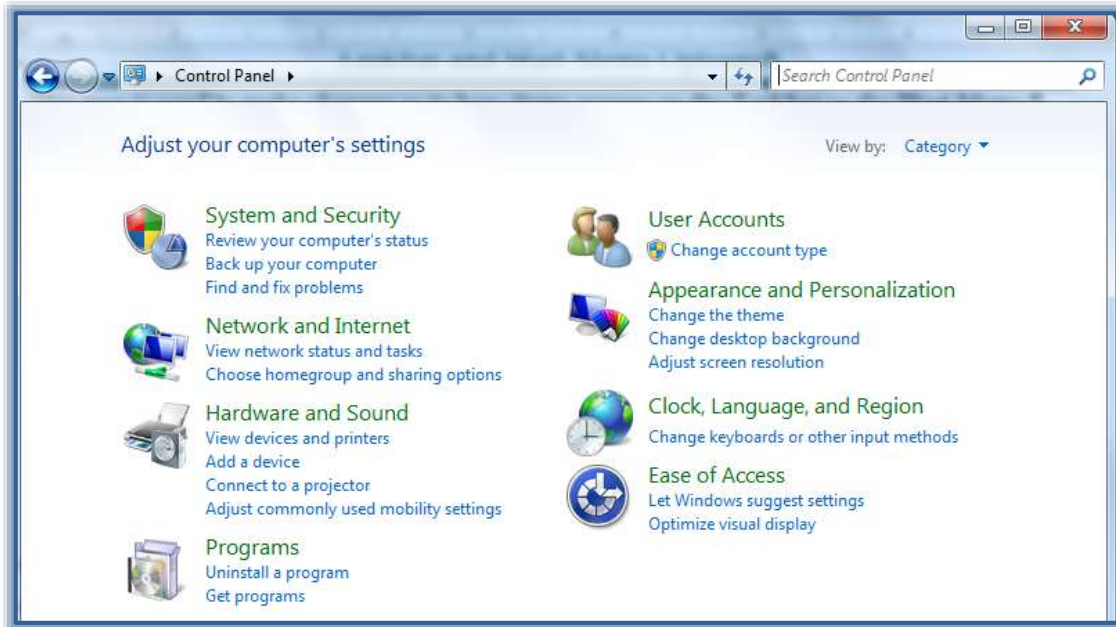 Control Panel
Search Control Panel
Adjust your computer's settings
View by: Category
System and Security
Review your computer's status
Back up your computer
Find and fix problems
Network and Internet
View network status and tasks
Choose homegroup and sharing options
Hardware and Sound
View devices and printers
Add a device
Connect to a projector
Adjust commonly used mobility settings
Programs
Uninstall a program
Get programs
User Accounts
Change account type
Appearance and Personalization
Change the theme
Change desktop background
Adjust screen resolution
Clock, Language, and Region
Change keyboards or other input methods
Ease of Access
Let Windows suggest settings
Optimize visual display